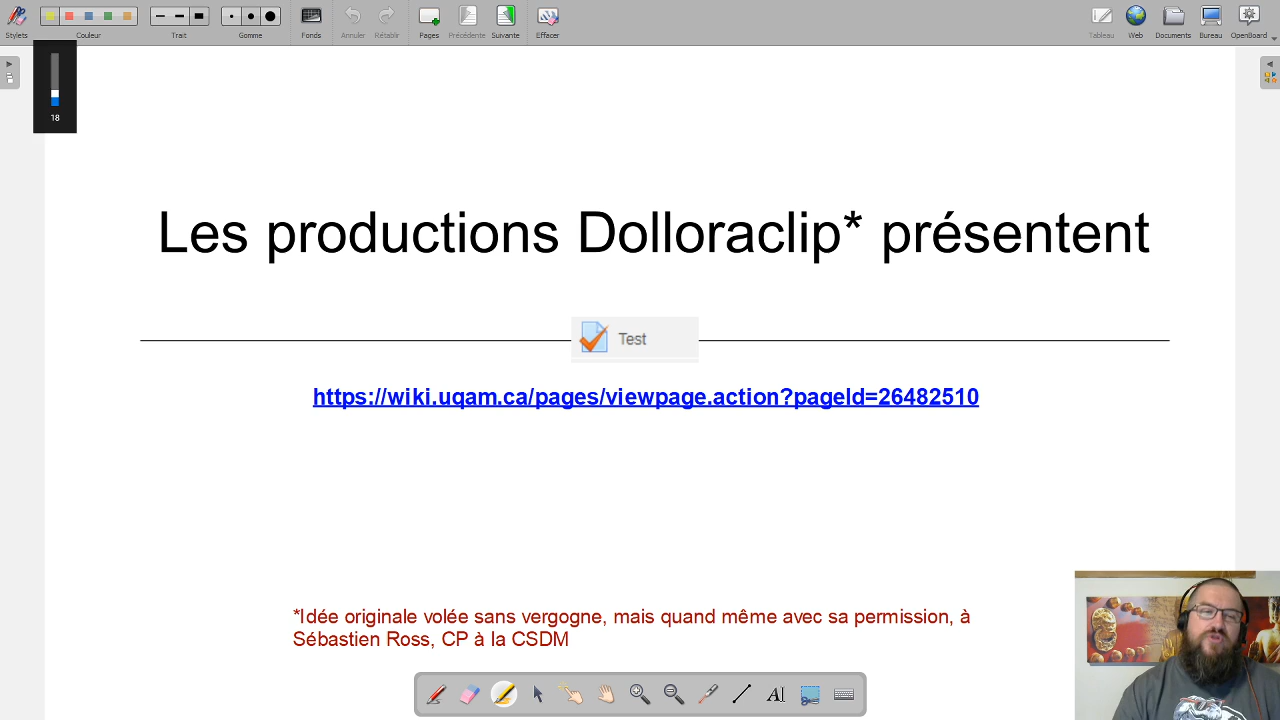 Stylets Couleur Trait Gomme Fonds Annuler Rétablir Pages Précédente Suivante Effacer Tableau Web Documents Bureau OpenBoard
18
Les productions Dolloraclip* présentent
Test
https://wiki.uqam.ca/pages/viewpage.action?pageId=26482510
*Idée originale volée sans vergogne, mais quand même avec sa permission, à
Sébastien Ross, CP à la CSDM
AI